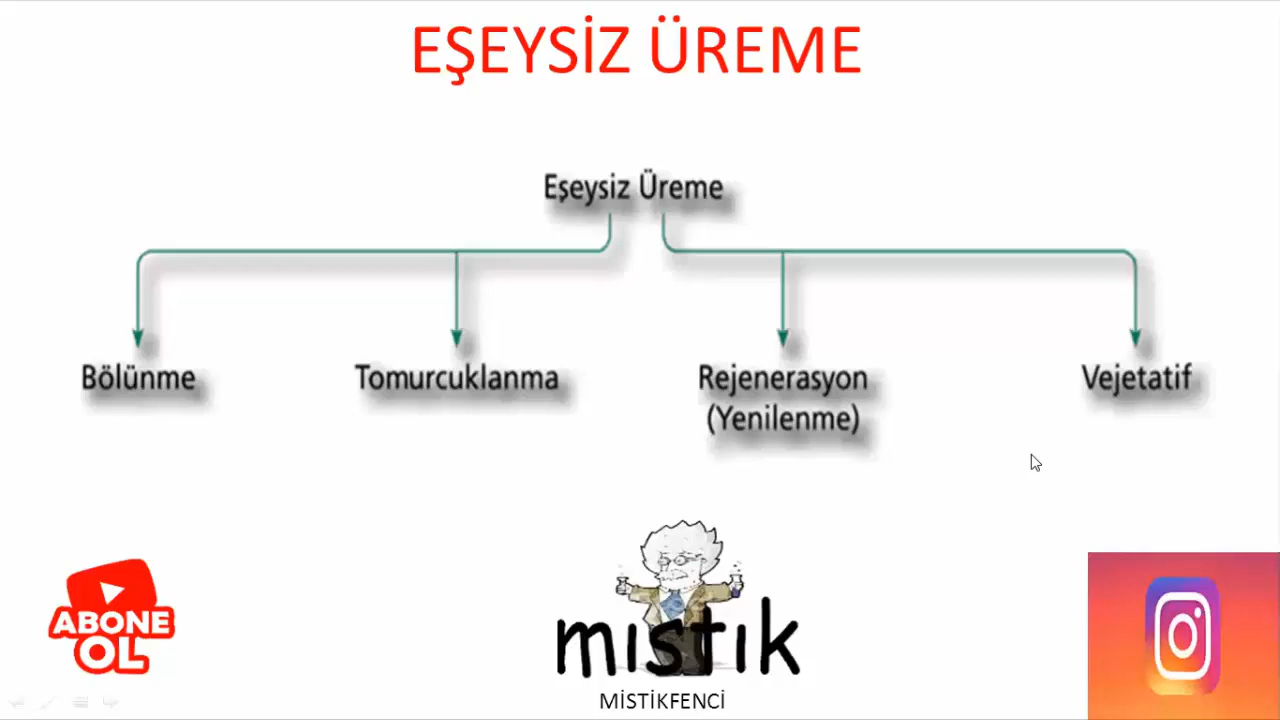 EŞEYSİZ ÜREME
Eşeysiz Üreme
Bölünme
Tomurcuklanma
Rejenerasyon
(Yenilenme)
Vejetatif
ABONE
OL
mıstık
MİSTİKFENCİ